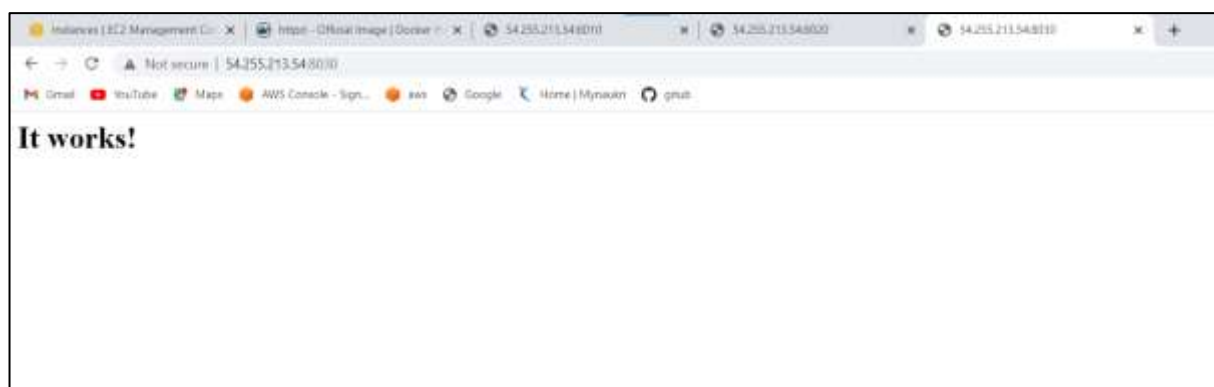 Instances | EC2 Management Co × httpd - Official Image | Docker × 54.255.213.54:8010 × 54.255.213.54:8020 × 54.255.213.54:8030 × +
Not secure | 54.255.213.54:8030
Gmail YouTube Maps AWS Console - Sign... aws Google Home | Mynaukri github
It works!